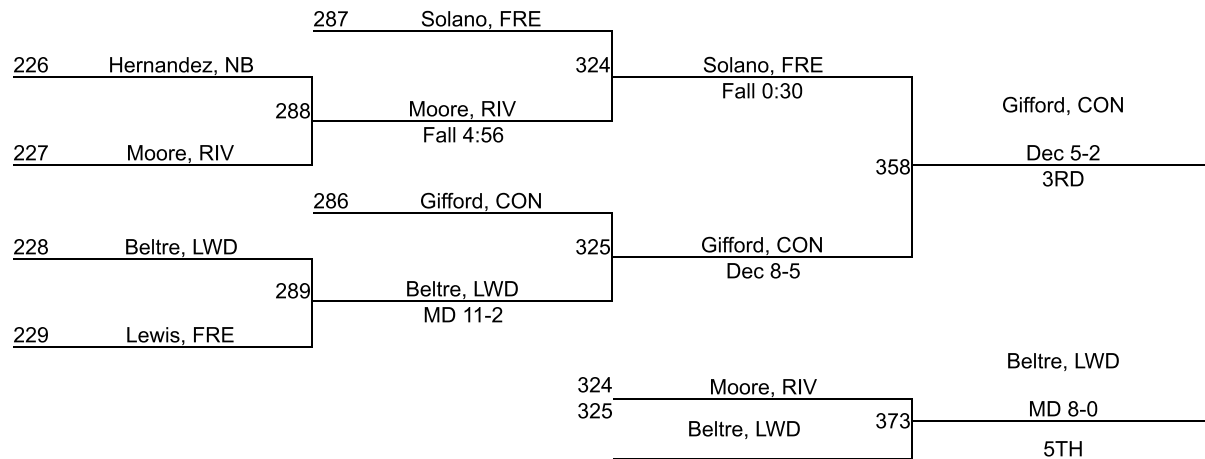 287 Solano, FRE
226 Hernandez, NB
324 Solano, FRE
Fall 0:30
288 Moore, RIV
Fall 4:56
227 Moore, RIV
Gifford, CON
358 Dec 5-2
3RD
286 Gifford, CON
228 Beltre, LWD
325 Gifford, CON
Dec 8-5
289 Beltre, LWD
MD 11-2
229 Lewis, FRE
324 Moore, RIV
325 Beltre, LWD
Beltre, LWD
373 MD 8-0
5TH